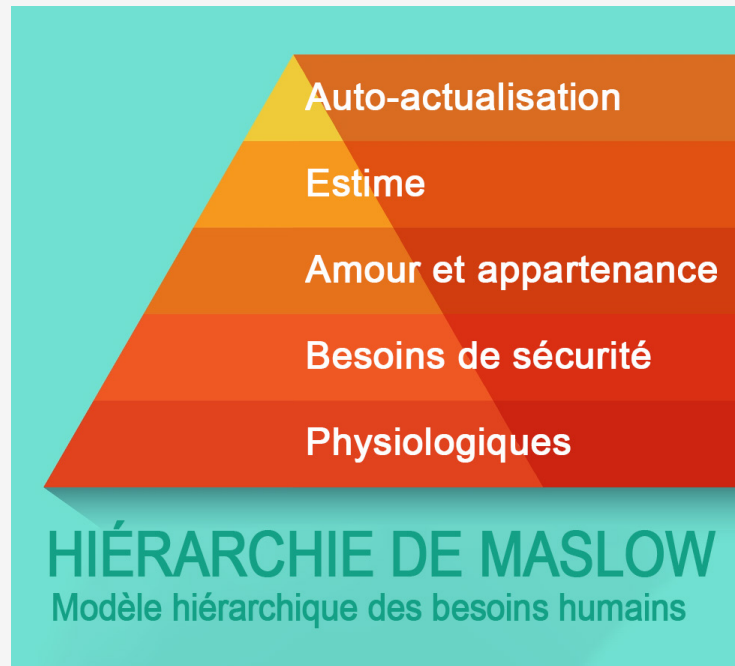 Auto-actualisation
Estime
Amour et appartenance
Besoins de sécurité
Physiologiques
HIÉRARCHIE DE MASLOW
Modèle hiérarchique des besoins humains